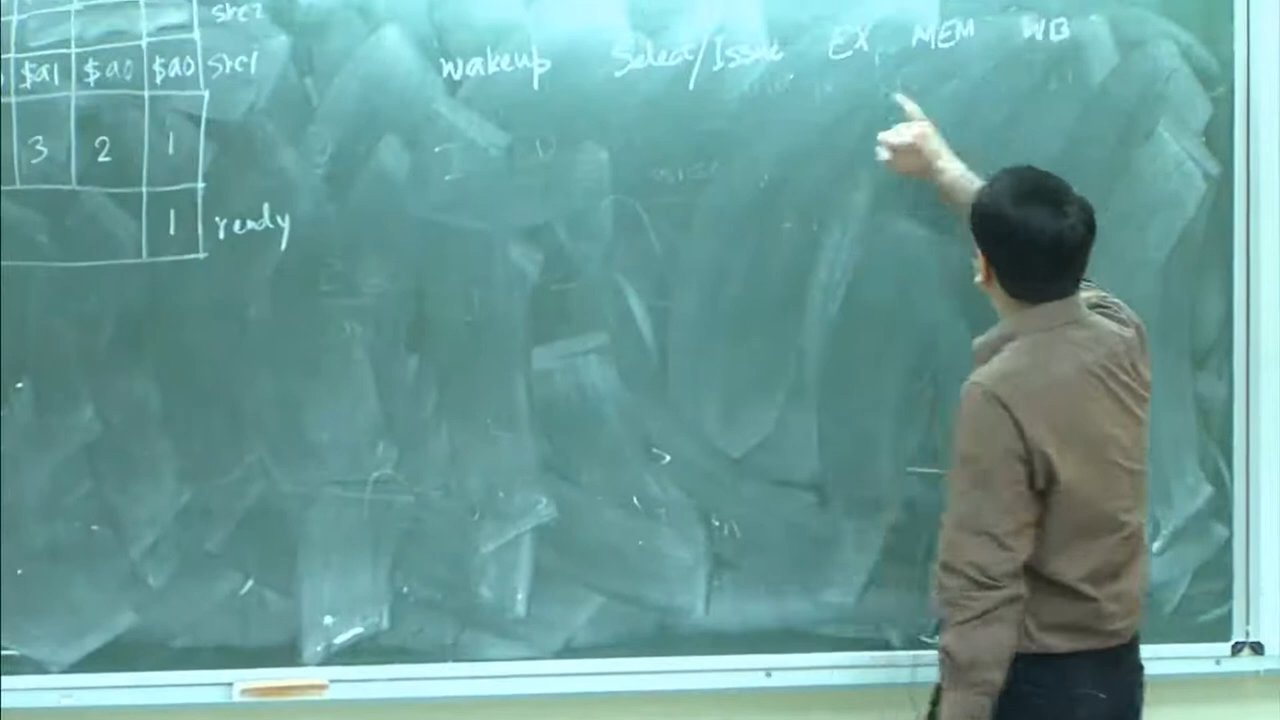 src2
$a1 $a0 $a0 src1
3 2 1
1 ready
Wakeup Select/Issue EX MEM WB